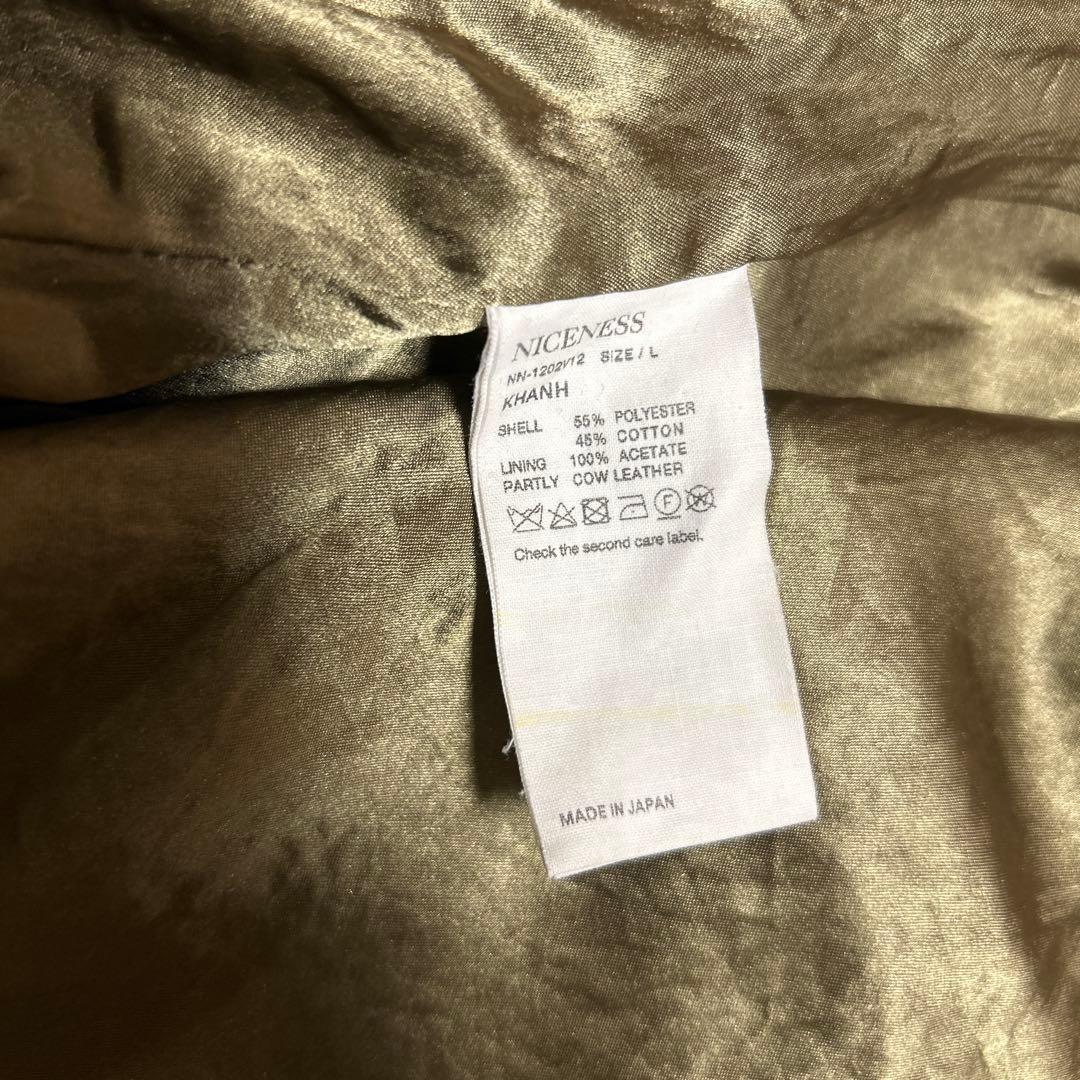 NICENESS
NN-1202V12 SIZE / L
KHANH
SHELL 55% POLYESTER
45% COTTON
LINING 100% ACETATE
PARTLY COW LEATHER
F
Check the second care label.
MADE IN JAPAN